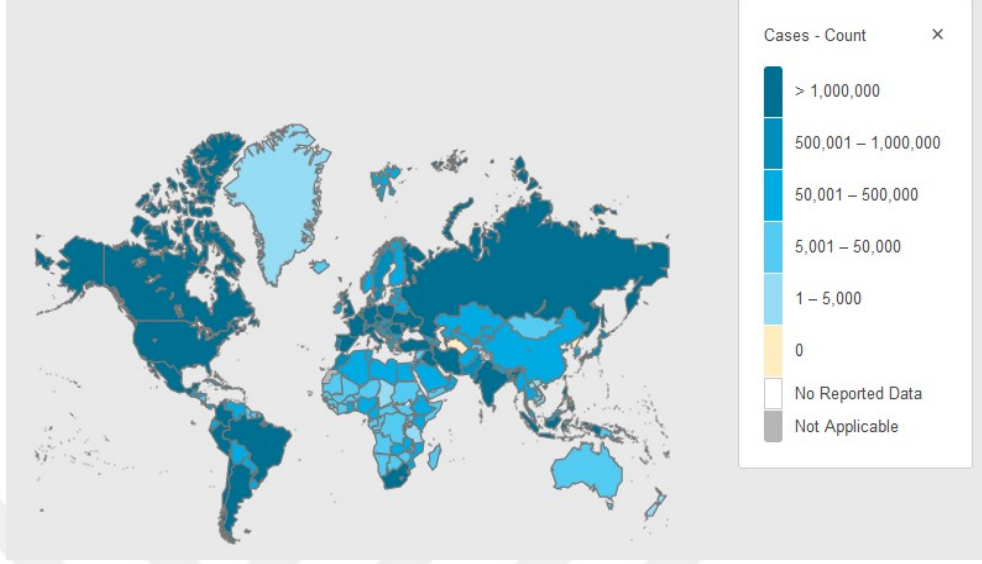 Cases - Count ×
> 1,000,000
500,001 – 1,000,000
50,001 – 500,000
5,001 – 50,000
1 – 5,000
0
No Reported Data
Not Applicable